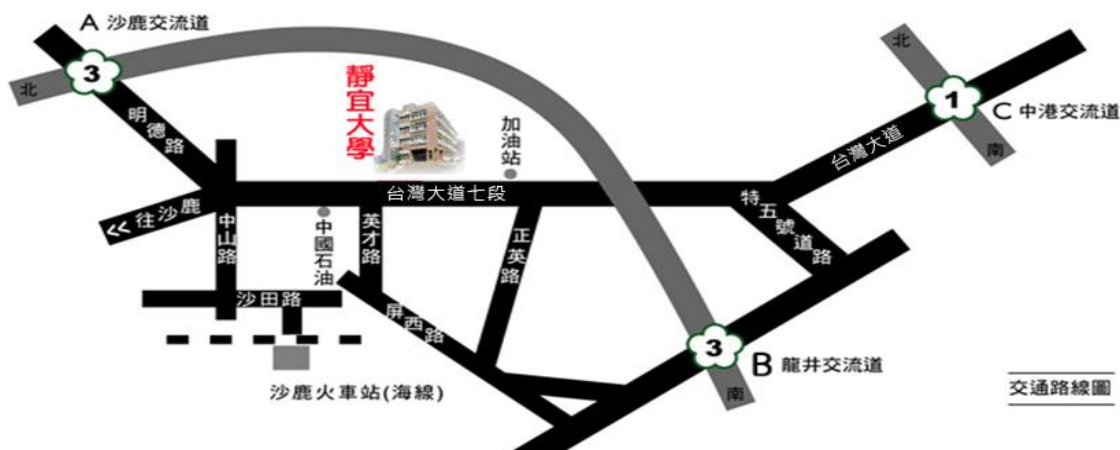 A 沙鹿交流道
3
北
明德路
靜宜大學
加油站
北
1
C 中港交流道
南
台灣大道
台灣大道七段
特五號道路
<< 往沙鹿
中山路
中國石油
英才路
正英路
沙田路
屏西路
3
B 龍井交流道
南
沙鹿火車站(海線)
交通路線圖